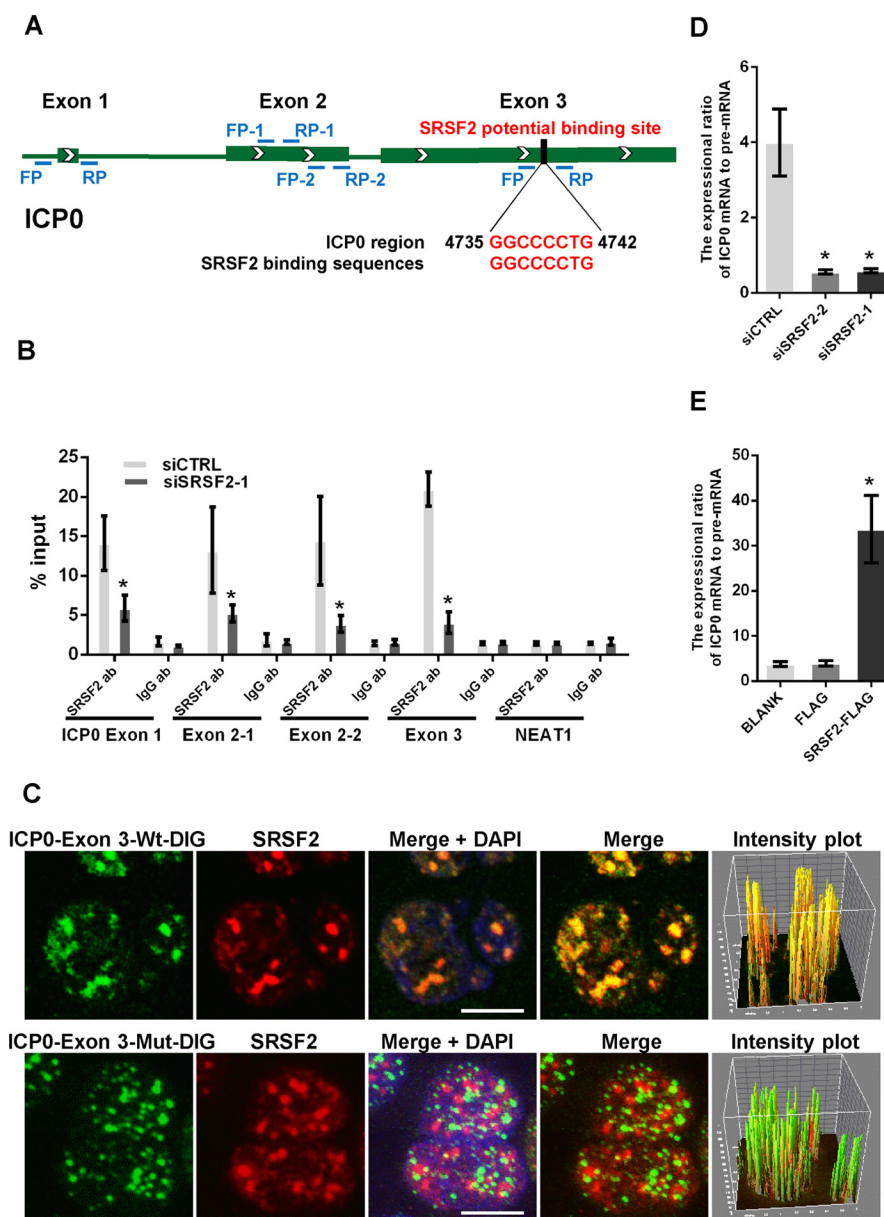 A
Exon 1
Exon 2
Exon 3
FP-1
RP-1
SRSF2 potential binding site
FP
RP
FP-2
RP-2
FP
RP
ICP0
ICP0 region
4735 GGCCCCTG 4742
SRSF2 binding sequences
GGCCCCTG
D
The expressional ratio
of ICP0 mRNA to pre-mRNA
6
4
2
0
*
*
siCTRL
siSRSF2-2
siSRSF2-1
B
siCTRL
siSRSF2-1
% input
25
20
15
10
5
0
*
*
*
*
SRSF2 ab
IgG ab
SRSF2 ab
IgG ab
SRSF2 ab
IgG ab
SRSF2 ab
IgG ab
SRSF2 ab
IgG ab
ICP0 Exon 1
Exon 2-1
Exon 2-2
Exon 3
NEAT1
E
The expressional ratio
of ICP0 mRNA to pre-mRNA
50
40
30
20
10
0
*
BLANK
FLAG
SRSF2-FLAG
C
ICP0-Exon 3-Wt-DIG
SRSF2
Merge + DAPI
Merge
Intensity plot
ICP0-Exon 3-Mut-DIG
SRSF2
Merge + DAPI
Merge
Intensity plot